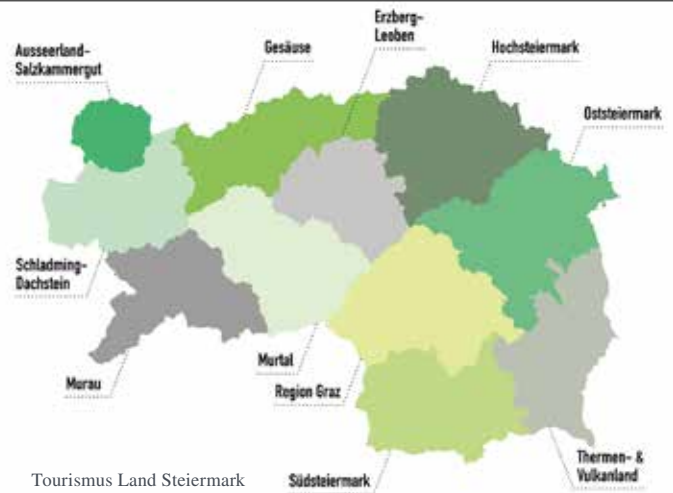 Erzberg-
Leoben
Ausseerland-
Salzkammergut
Gesäuse
Hochsteiermark
Oststeiermark
Schladming-
Dachstein
Murau
Murtal
Region Graz
Südsteiermark
Thermen- &
Vulkanland
Tourismus Land Steiermark